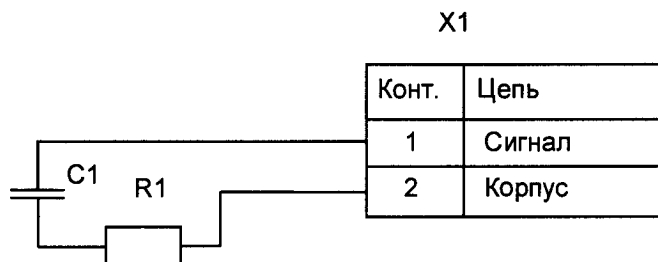 X1
Конт. Цепь
1 Сигнал
C1
R1
2 Корпус